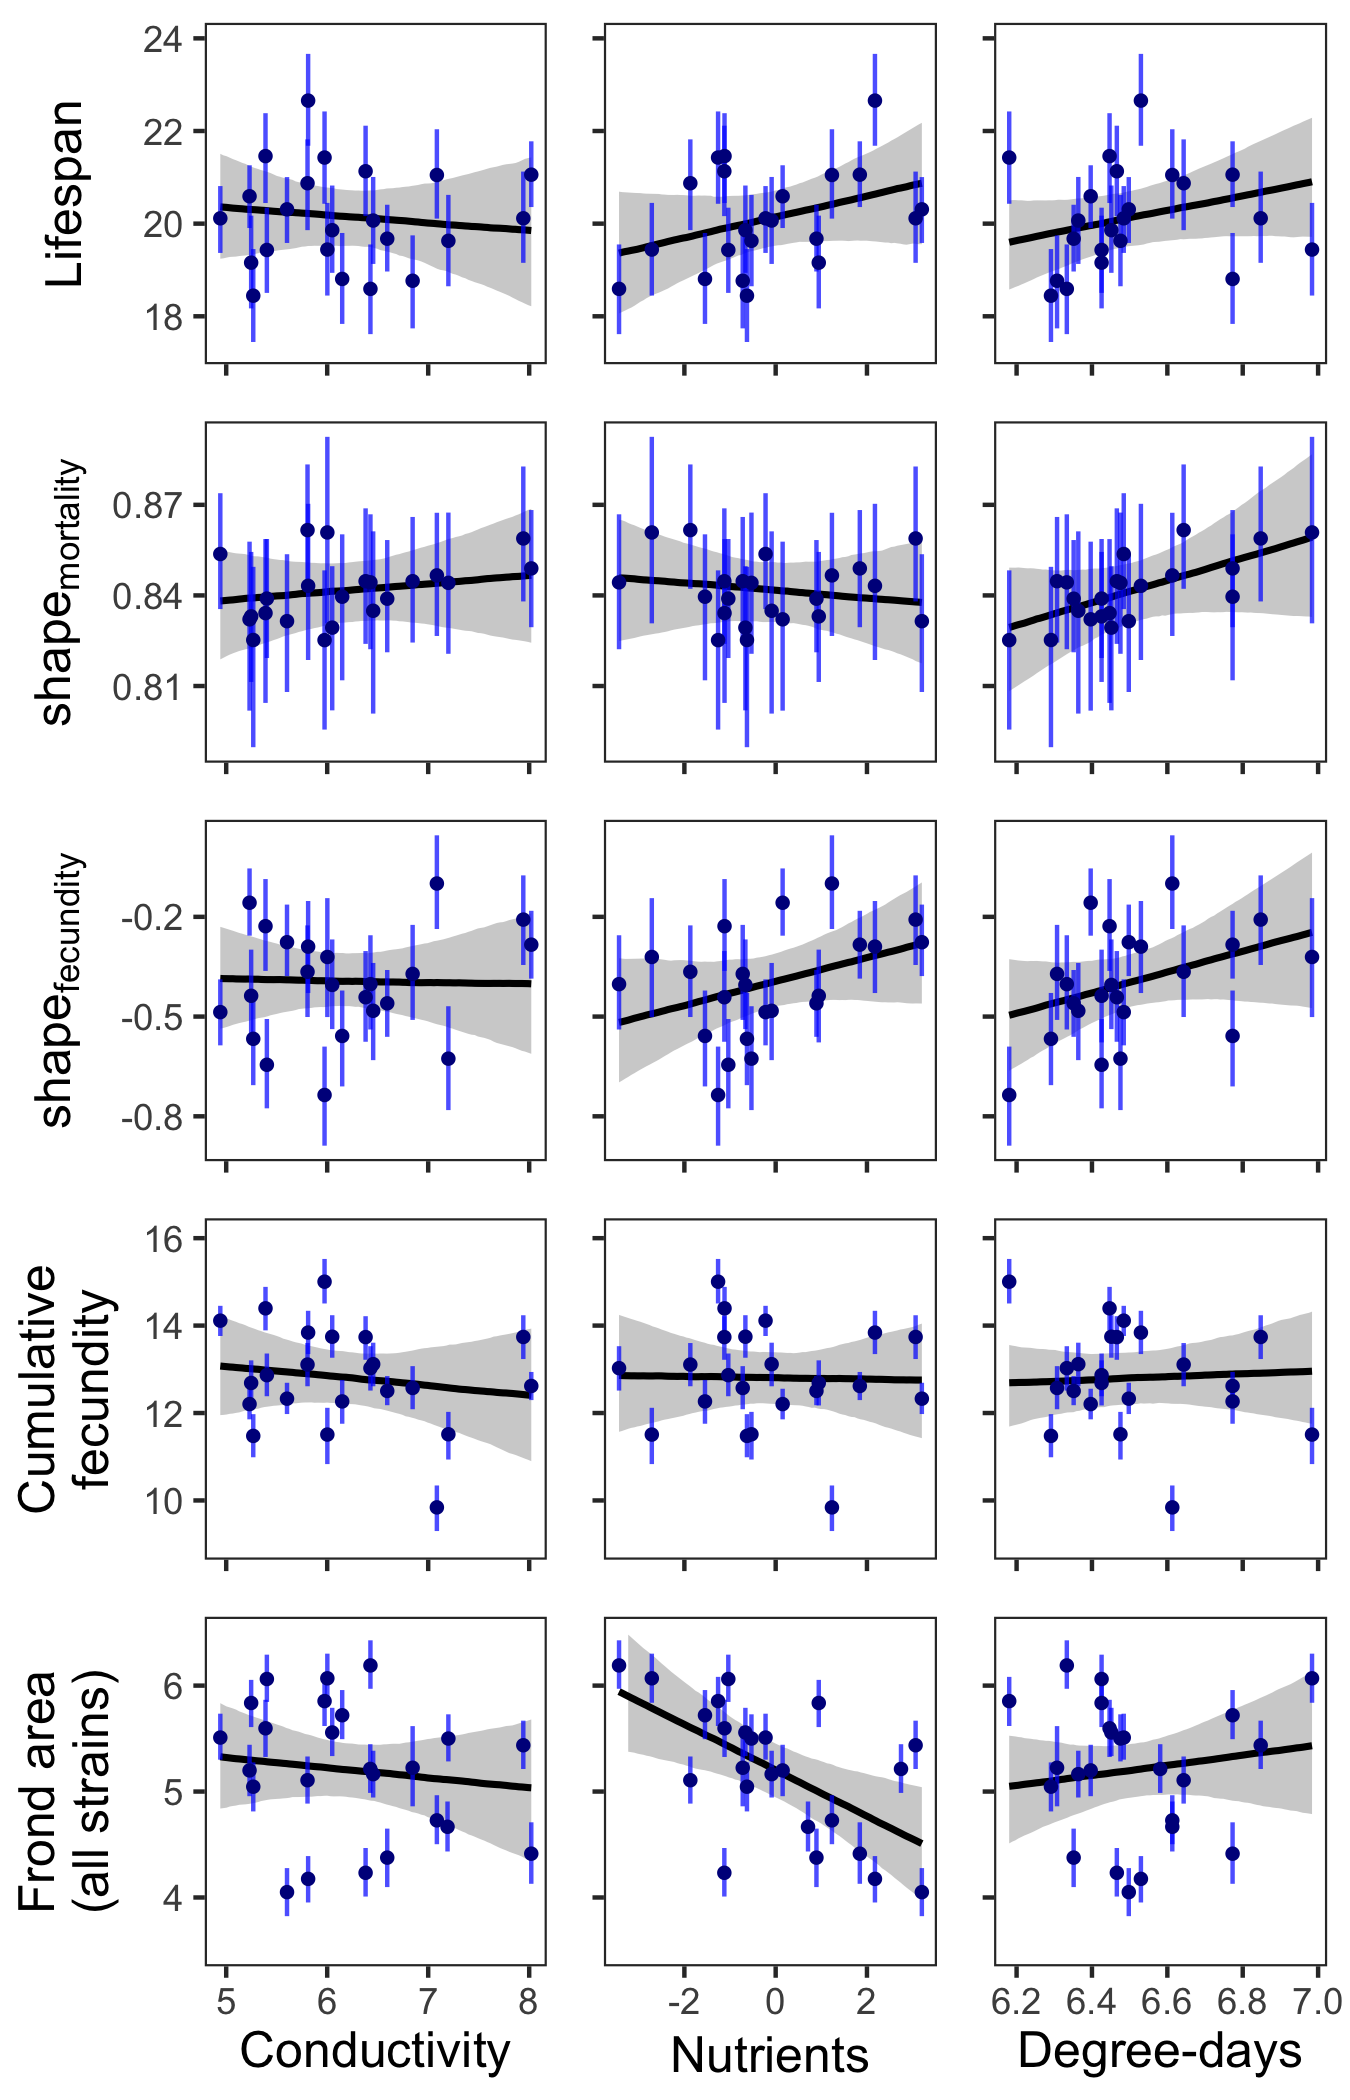 Lifespan
24
22
20
18
shapemortality
0.87
0.84
0.81
shapefecundity
-0.2
-0.5
-0.8
Cumulative
fecundity
16
14
12
10
Frond area
(all strains)
6
5
4
5 6 7 8
-2 0 2
6.2 6.4 6.6 6.8 7.0
Conductivity
Nutrients
Degree-days